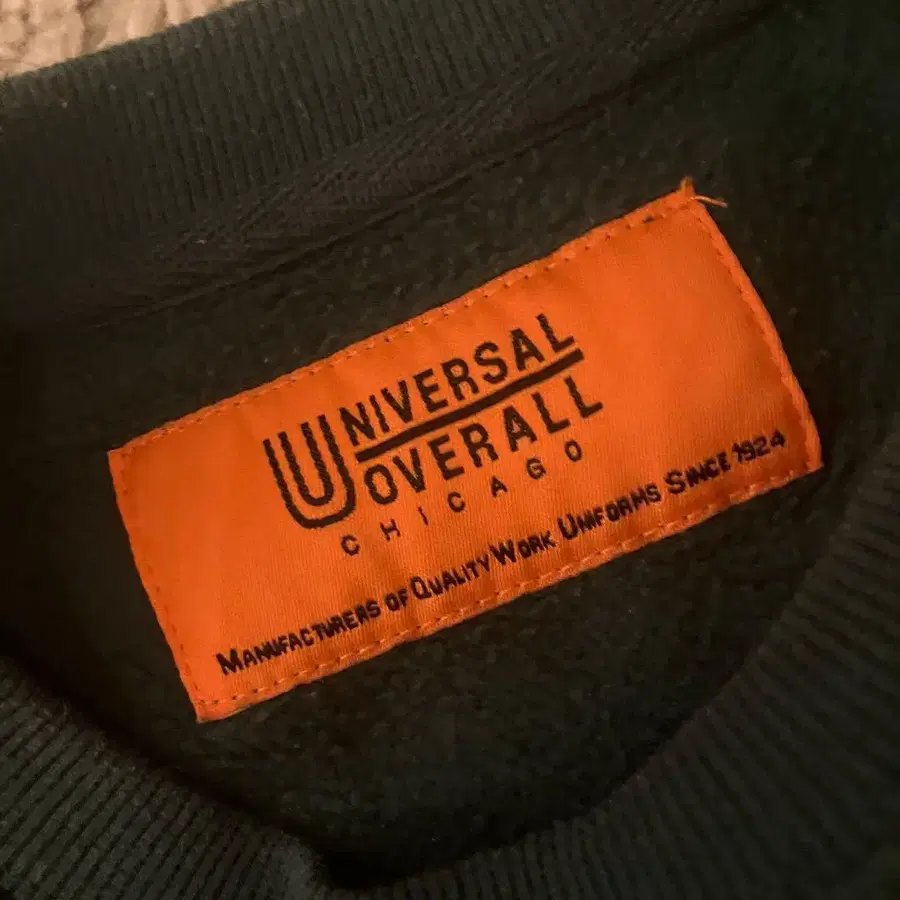 UNIVERSAL
OVERALL
CHICAGO
MANUFACTURERS OF QUALITY WORK UNIFORMS SINCE 1924